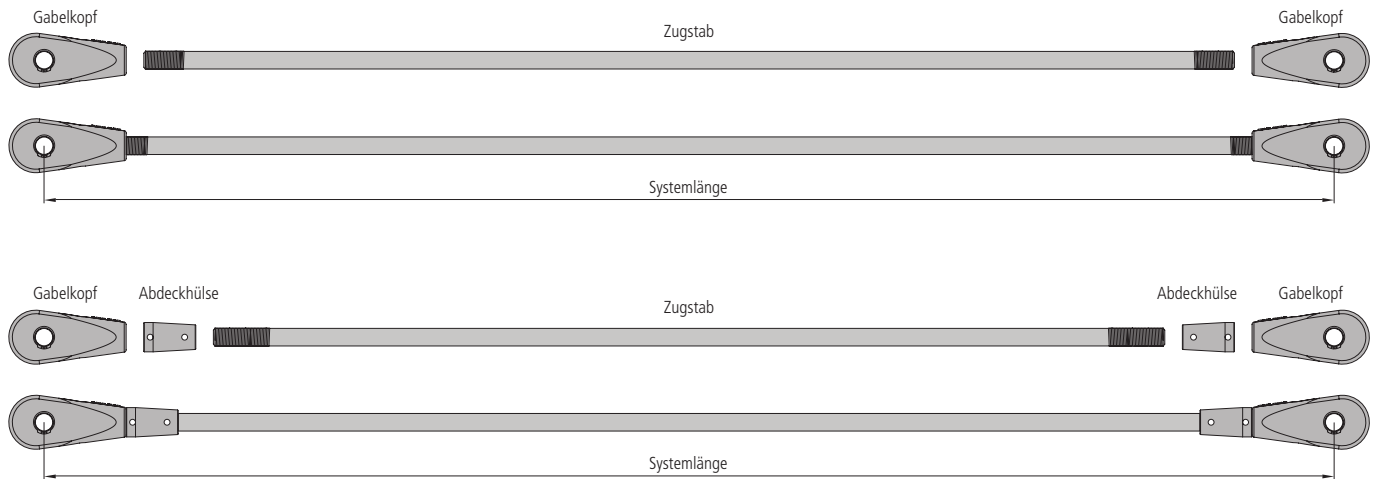 Gabelkopf
Zugstab
Gabelkopf
Systemlänge
Gabelkopf
Abdeckhülse
Zugstab
Abdeckhülse
Gabelkopf
Systemlänge